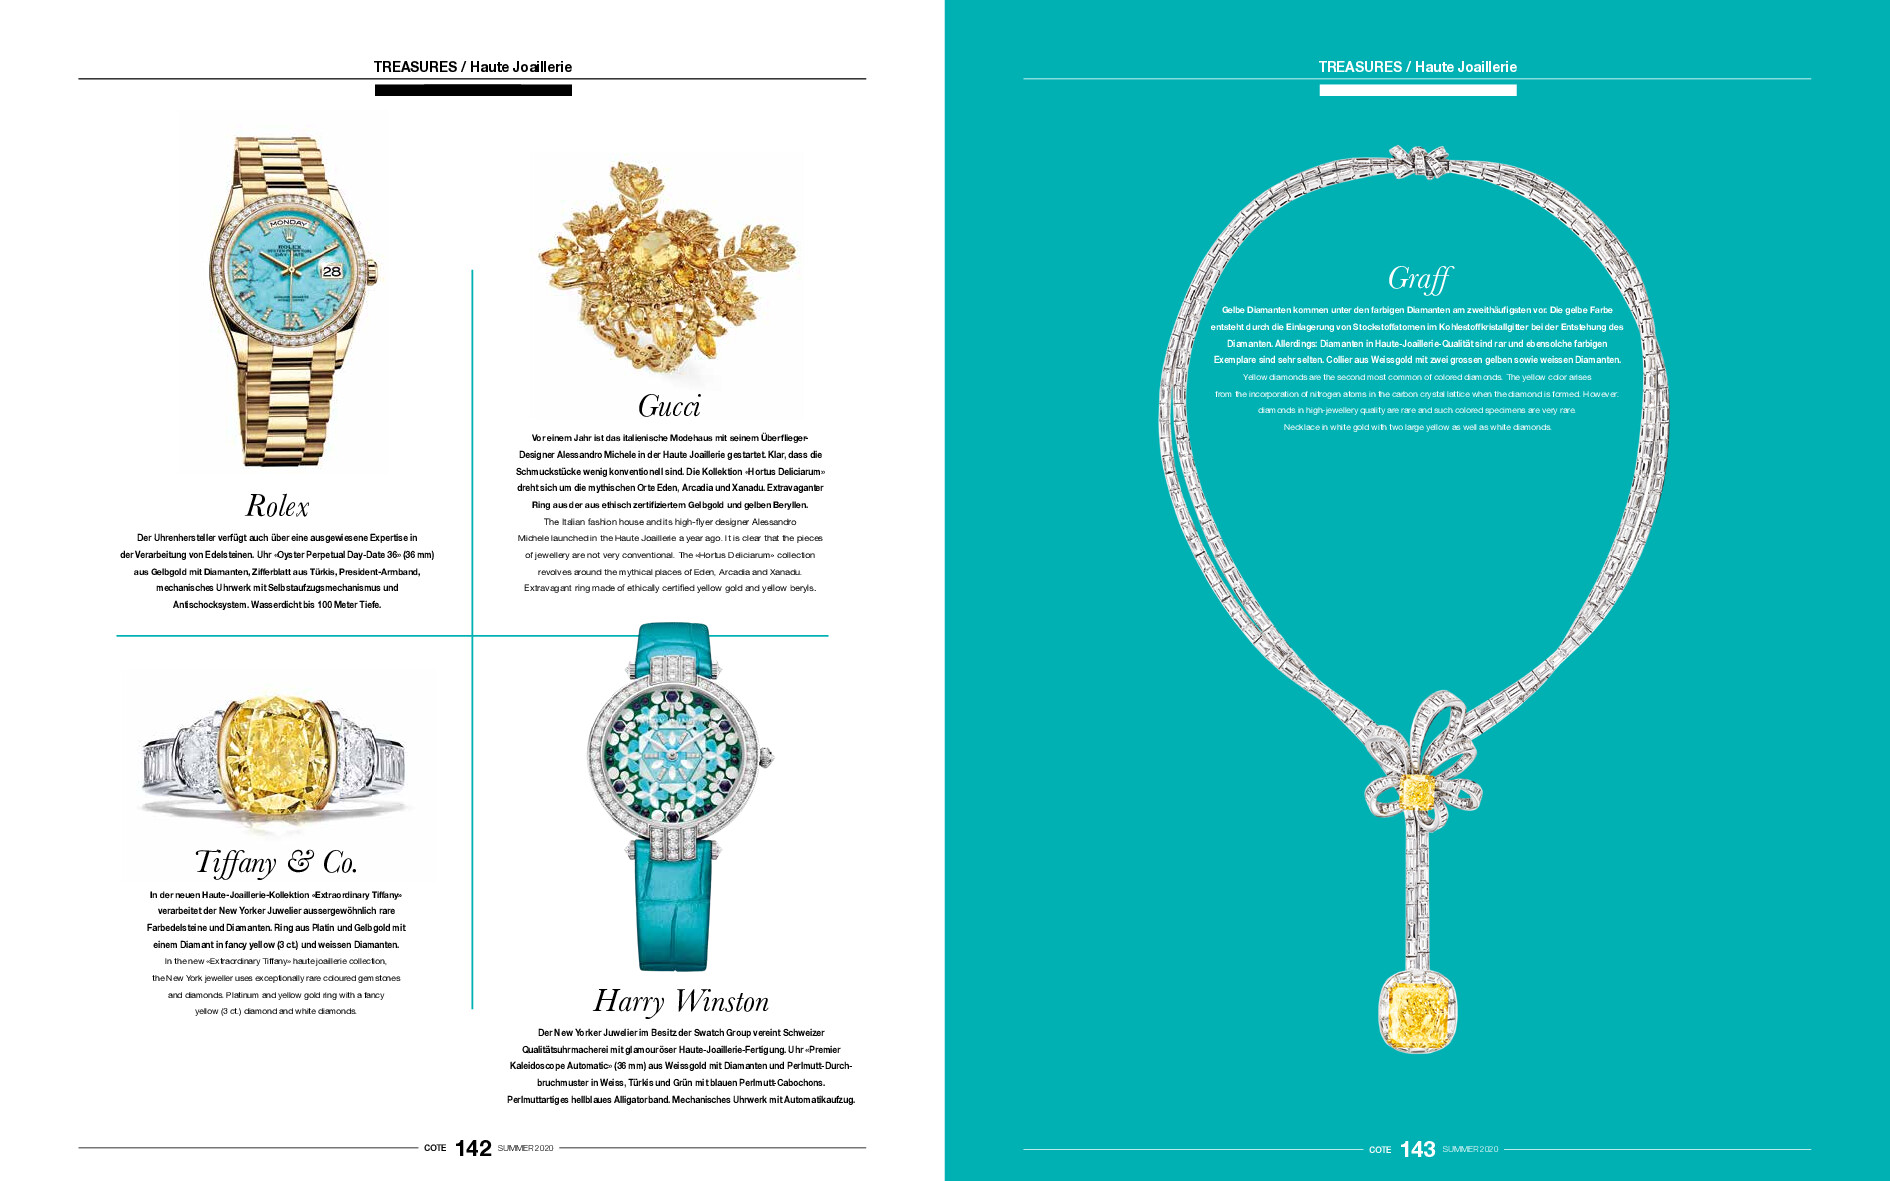 TREASURES / Haute Joaillerie
MONDAY
ROLEX
28
Rolex
Der Uhrenhersteller verfügt auch über eine ausgewiesene Expertise in
der Verarbeitung von Edelsteinen. Uhr «Oyster Perpetual Day-Date 36» (36 mm)
aus Gelbgold mit Diamanten, Zifferblatt aus Türkis, President-Armband,
mechanisches Uhrwerk mit Selbstaufzugsmechanismus und
Antischocksystem. Wasserdicht bis 100 Meter Tiefe.
Gucci
Vor einem Jahr ist das italienische Modehaus mit seinem Überflieger-
Designer Alessandro Michele in der Haute Joaillerie gestartet. Klar, dass die
Schmuckstücke wenig konventionell sind. Die Kollektion «Hortus Deliciarum»
dreht sich um die mythischen Orte Eden, Arcadia und Xanadu. Extravaganter
Ring aus der aus ethisch zertifiziertem Gelbgold und gelben Beryllen.
The Italian fashion house and its high-flyer designer Alessandro
Michele launched in the Haute Joaillerie a year ago. It is clear that the pieces
of jewellery are not very conventional. The «Hortus Deliciarum» collection
revolves around the mythical places of Eden, Arcadia and Xanadu.
Extravagant ring made of ethically certified yellow gold and yellow beryls.
Tiffany & Co.
In der neuen Haute-Joaillerie-Kollektion «Extraordinary Tiffany»
verarbeitet der New Yorker Juwelier aussergewöhnlich rare
Farbedelsteine und Diamanten. Ring aus Platin und Gelbgold mit
einem Diamant in fancy yellow (3 ct.) und weissen Diamanten.
In the new «Extraordinary Tiffany» haute joaillerie collection,
the New York jeweller uses exceptionally rare coloured gemstones
and diamonds. Platinum and yellow gold ring with a fancy
yellow (3 ct.) diamond and white diamonds.
Harry Winston
Der New Yorker Juwelier im Besitz der Swatch Group vereint Schweizer
Qualitätsuhrmacherei mit glamouröser Haute-Joaillerie-Fertigung. Uhr «Premier
Kaleidoscope Automatic» (36 mm) aus Weissgold mit Diamanten und Perlmutt-Durch-
bruchmuster in Weiss, Türkis und Grün mit blauen Perlmutt-Cabochons.
Perlmuttartiges hellblaues Alligatorband. Mechanisches Uhrwerk mit Automatikaufzug.
COTE 142 SUMMER 2020
TREASURES / Haute Joaillerie
Graff
Gelbe Diamanten kommen unter den farbigen Diamanten am zweithäufigsten vor. Die gelbe Farbe
entsteht durch die Einlagerung von Stockstoffatomen im Kohlestoffkristallgitter bei der Entstehung des
Diamanten. Allerdings: Diamanten in Haute-Joaillerie-Qualität sind rar und ebensolche farbigen
Exemplare sind sehr selten. Collier aus Weissgold mit zwei grossen gelben sowie weissen Diamanten.
Yellow diamonds are the second most common of colored diamonds. The yellow color arises
from the incorporation of nitrogen atoms in the carbon crystal lattice when the diamond is formed. However:
diamonds in high-jewellery quality are rare and such colored specimens are very rare.
Necklace in white gold with two large yellow as well as white diamonds.
COTE 143 SUMMER 2020